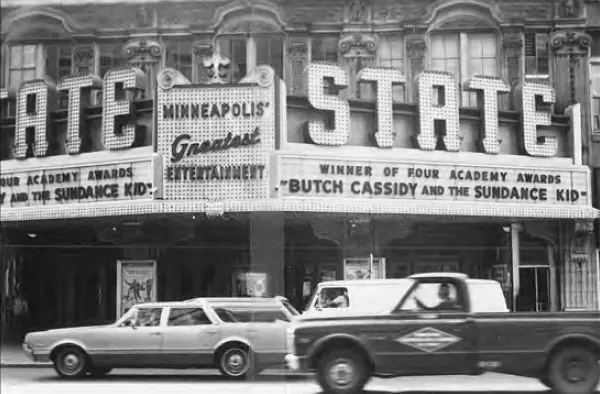 ATE
OUR ACADEMY AWARDS
Y AND THE SUNDANCE KID"
MINNEAPOLIS'
Greatest
ENTERTAINMENT
STATE
WINNER OF FOUR ACADEMY AWARDS
"BUTCH CASSIDY AND THE SUNDANCE KID"